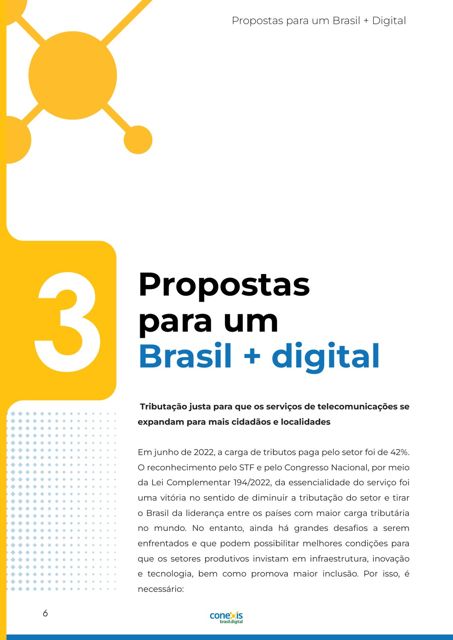 Propostas para um Brasil + Digital
3
Propostas
para um
Brasil + digital
Tributação justa para que os serviços de telecomunicações se
expandam para mais cidadãos e localidades
Em junho de 2022, a carga de tributos paga pelo setor foi de 42%.
O reconhecimento pelo STF e pelo Congresso Nacional, por meio
da Lei Complementar 194/2022, da essencialidade do serviço foi
uma vitória no sentido de diminuir a tributação do setor e tirar
o Brasil da liderança entre os países com maior carga tributária
no mundo. No entanto, ainda há grandes desafios a serem
enfrentados e que podem possibilitar melhores condições para
que os setores produtivos invistam em infraestrutura, inovação
e tecnologia, bem como promova maior inclusão. Por isso, é
necessário:
6
conexis
brasil digital